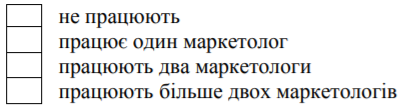 не працюють
працює один маркетолог
працюють два маркетологи
працюють більше двох маркетологів